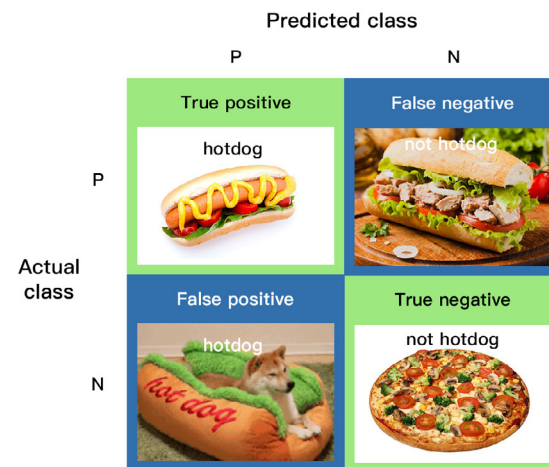 Predicted class
P
N
True positive
False negative
hotdog
not hotdog
P
Actual
class
False positive
True negative
hotdog
not hotdog
hot dog
N